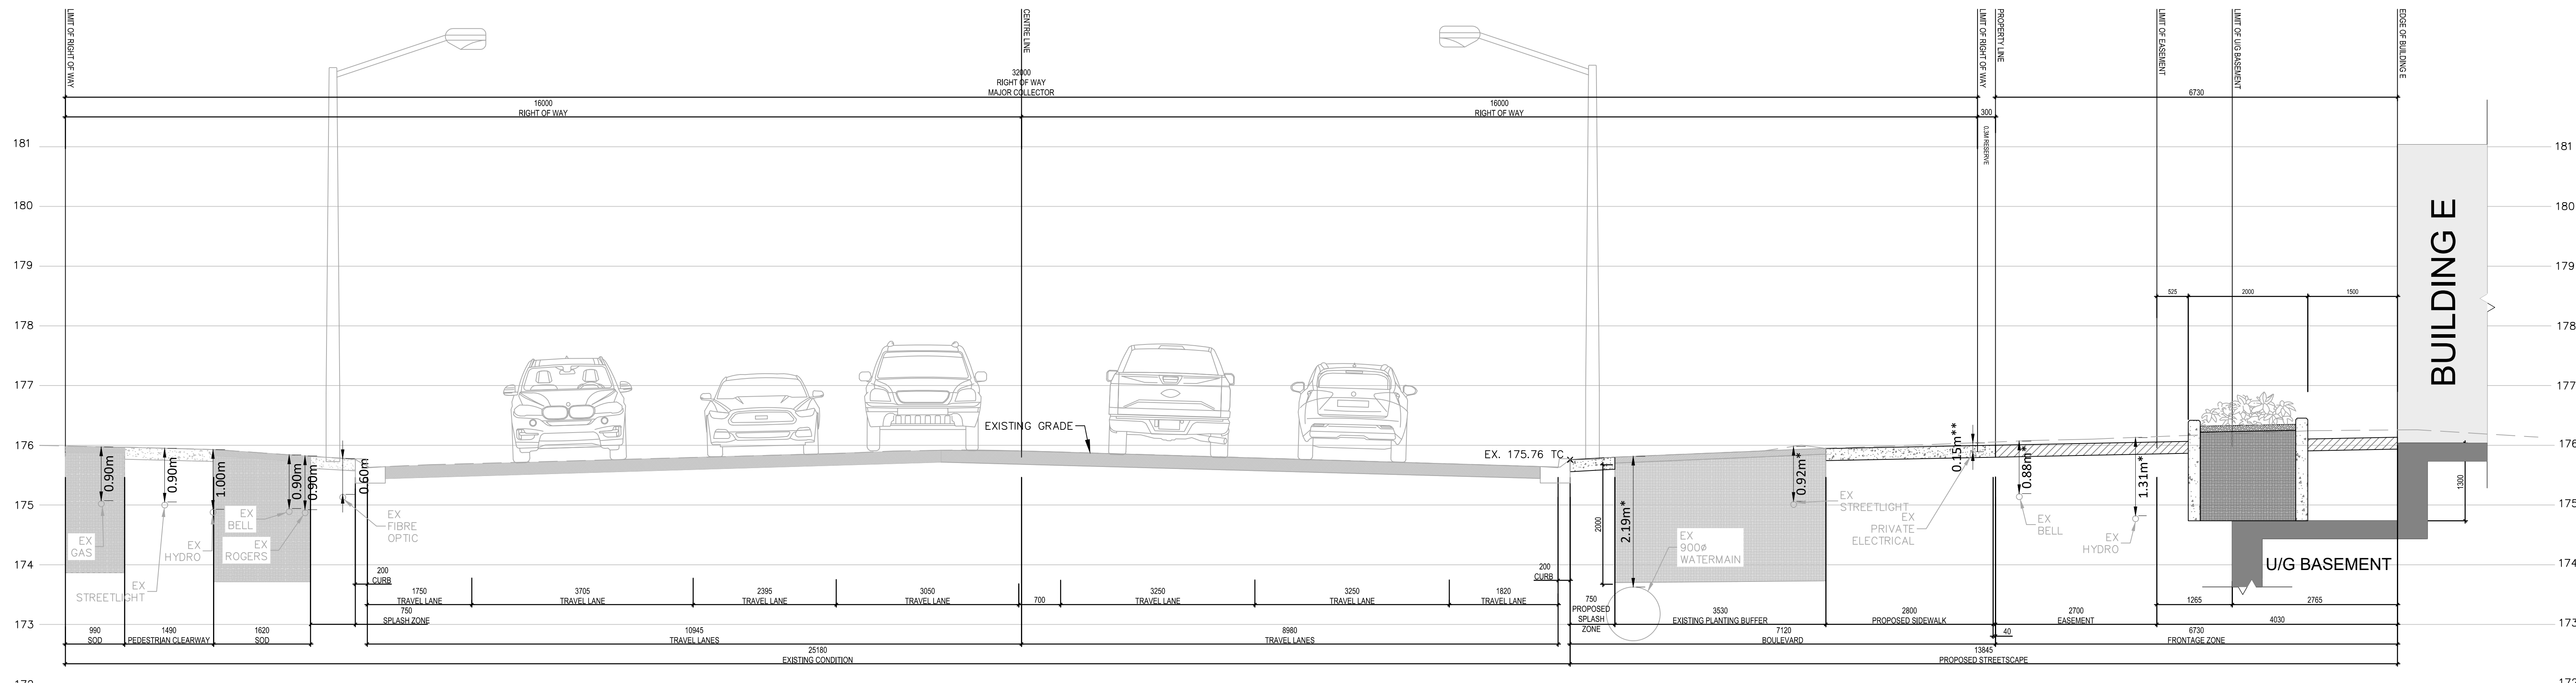 LIMIT OF RIGHT OF WAY
CENTRE LINE
LIMIT OF RIGHT OF WAY
PROPERTY LINE
LIMIT OF EASEMENT
LIMIT OF U/G BASEMENT
EDGE OF BUILDING E
32000
RIGHT OF WAY
MAJOR COLLECTOR
16000
RIGHT OF WAY
16000
RIGHT OF WAY
300
0.3M RESERVE
6730
181
180
179
178
177
176
175
174
173
181
180
179
178
177
176
175
174
173
525
2000
1500
BUILDING E
EXISTING GRADE
EX. 175.76 TC
0.90m
0.90m
1.00m
0.90m
0.90m
0.60m
2.19m*
0.92m*
0.15m**
0.88m*
1.31m*
2000
1300
EX
GAS
EX
STREETLIGHT
EX
HYDRO
EX
BELL
EX
ROGERS
EX
FIBRE
OPTIC
EX
900ø
WATERMAIN
EX
STREETLIGHT
EX
PRIVATE
ELECTRICAL
EX
BELL
EX
HYDRO
U/G BASEMENT
200
CURB
1750
TRAVEL LANE
3705
TRAVEL LANE
2395
TRAVEL LANE
3050
TRAVEL LANE
700
3250
TRAVEL LANE
3250
TRAVEL LANE
1820
TRAVEL LANE
200
CURB
750
SPLASH ZONE
750
PROPOSED
SPLASH
ZONE
3530
EXISTING PLANTING BUFFER
2800
PROPOSED SIDEWALK
40
2700
EASEMENT
1265
2765
4030
990
SOD
1490
PEDESTRIAN CLEARWAY
1620
SOD
10945
TRAVEL LANES
8980
TRAVEL LANES
7120
BOULEVARD
6730
FRONTAGE ZONE
25180
EXISTING CONDITION
13845
PROPOSED STREETSCAPE